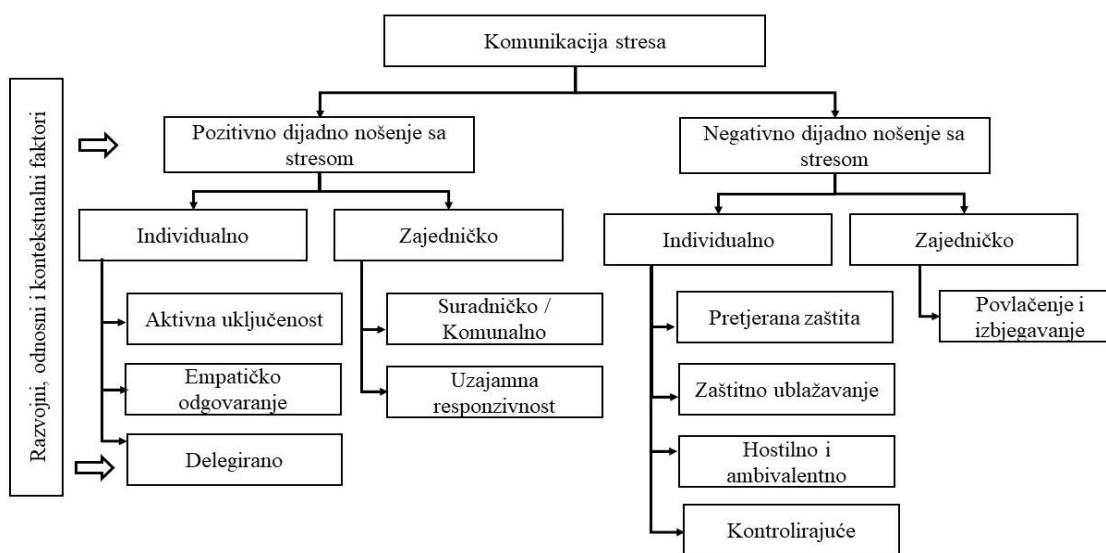 Komunikacija stresa
Razvojni, odnosni i kontekstualni faktori
Pozitivno dijadno nošenje sa
stresom
Negativno dijadno nošenje sa
stresom
Individualno
Zajedničko
Individualno
Zajedničko
Aktivna uključenost
Empatičko
odgovaranje
Delegirano
Suradničko /
Komunalno
Uzajamna
responzivnost
Pretjerana zaštita
Zaštitno ublažavanje
Hostilno i
ambivalentno
Kontrolirajuće
Povlačenje i
izbjegavanje